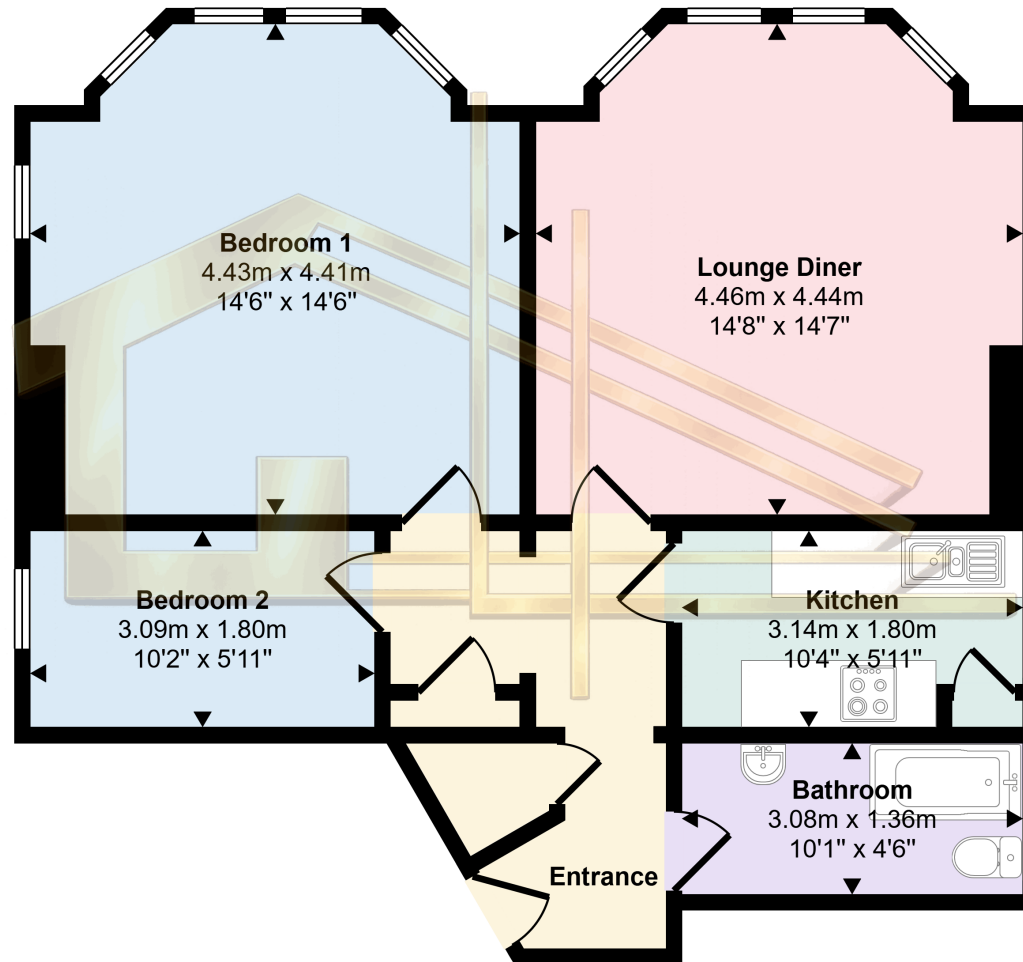 Bedroom 1
4.43m x 4.41m
14'6" x 14'6"
Lounge Diner
4.46m x 4.44m
14'8" x 14'7"
Bedroom 2
3.09m x 1.80m
10'2" x 5'11"
Kitchen
3.14m x 1.80m
10'4" x 5'11"
Bathroom
3.08m x 1.36m
10'1" x 4'6"
Entrance